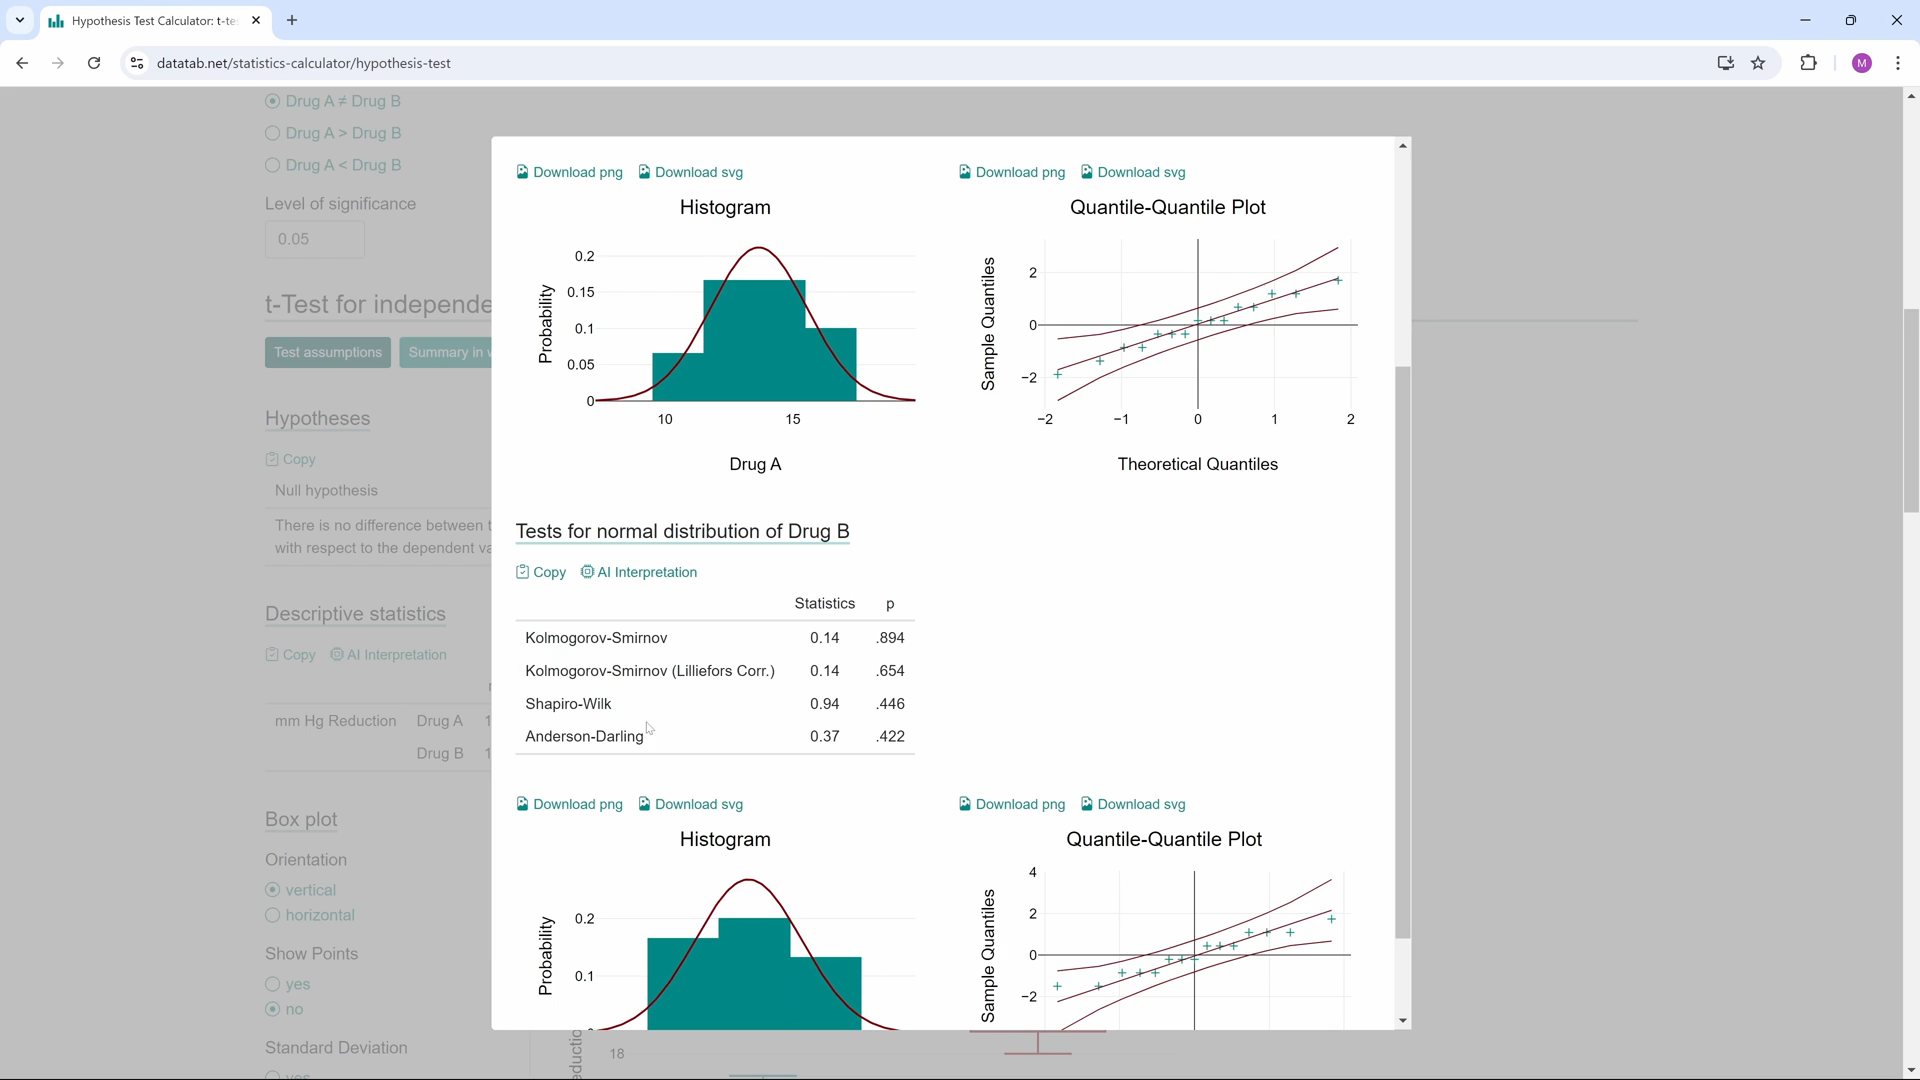 Hypothesis Test Calculator: t-te
datatab.net/statistics-calculator/hypothesis-test
M
Drug A ≠ Drug B
Drug A > Drug B
Drug A < Drug B
Level of significance
0.05
t-Test for independe
Test assumptions
Summary in w
Hypotheses
Copy
Null hypothesis
There is no difference between t
with respect to the dependent va
Descriptive statistics
Copy AI Interpretation
mm Hg Reduction Drug A 1
Drug B 1
Box plot
Orientation
vertical
horizontal
Show Points
yes
no
Standard Deviation
yes
Download png Download svg
Histogram
0.2
0.15
0.1
0.05
0
Probability
10 15
Drug A
Download png Download svg
Quantile-Quantile Plot
2
0
−2
Sample Quantiles
−2 −1 0 1 2
Theoretical Quantiles
Tests for normal distribution of Drug B
Copy AI Interpretation
Statistics p
Kolmogorov-Smirnov 0.14 .894
Kolmogorov-Smirnov (Lilliefors Corr.) 0.14 .654
Shapiro-Wilk 0.94 .446
Anderson-Darling 0.37 .422
Download png Download svg
Histogram
0.2
0.1
Probability
Download png Download svg
Quantile-Quantile Plot
4
2
0
−2
Sample Quantiles
18